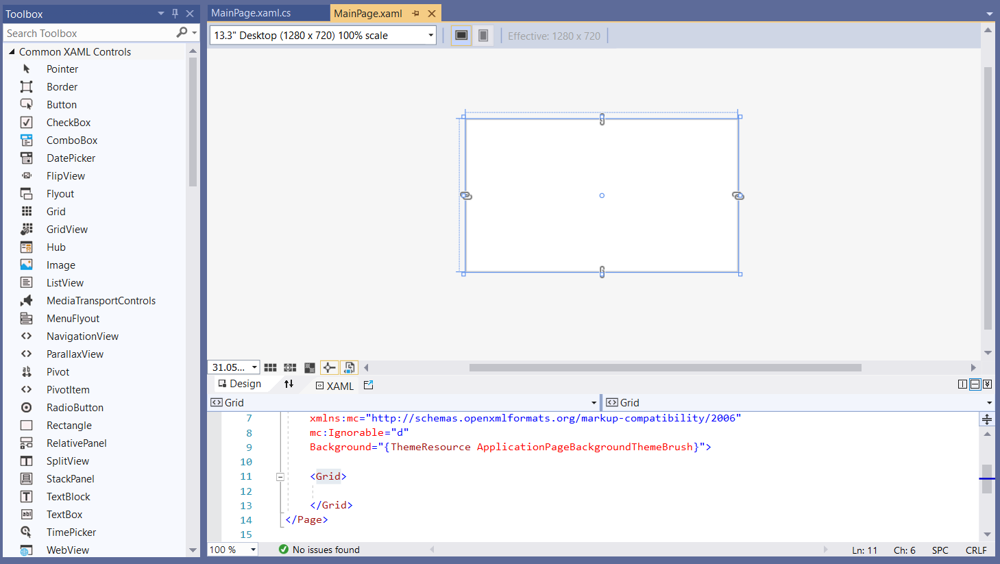 Toolbox
Search Toolbox
Common XAML Controls
Pointer
Border
Button
CheckBox
ComboBox
DatePicker
FlipView
Flyout
Grid
GridView
Hub
Image
ListView
MediaTransportControls
MenuFlyout
NavigationView
ParallaxView
Pivot
PivotItem
RadioButton
Rectangle
RelativePanel
SplitView
StackPanel
TextBlock
TextBox
TimePicker
WebView
MainPage.xaml.cs MainPage.xaml
13.3" Desktop (1280 x 720) 100% scale Effective: 1280 x 720
31.05...
Design XAML
Grid Grid
7 xmlns:mc="http://schemas.openxmlformats.org/markup-compatibility/2006"
8 mc:Ignorable="d"
9 Background="{ThemeResource ApplicationPageBackgroundThemeBrush}">
10
11 <Grid>
12
13 </Grid>
14 </Page>
15
100 % No issues found Ln: 11 Ch: 6 SPC CRLF